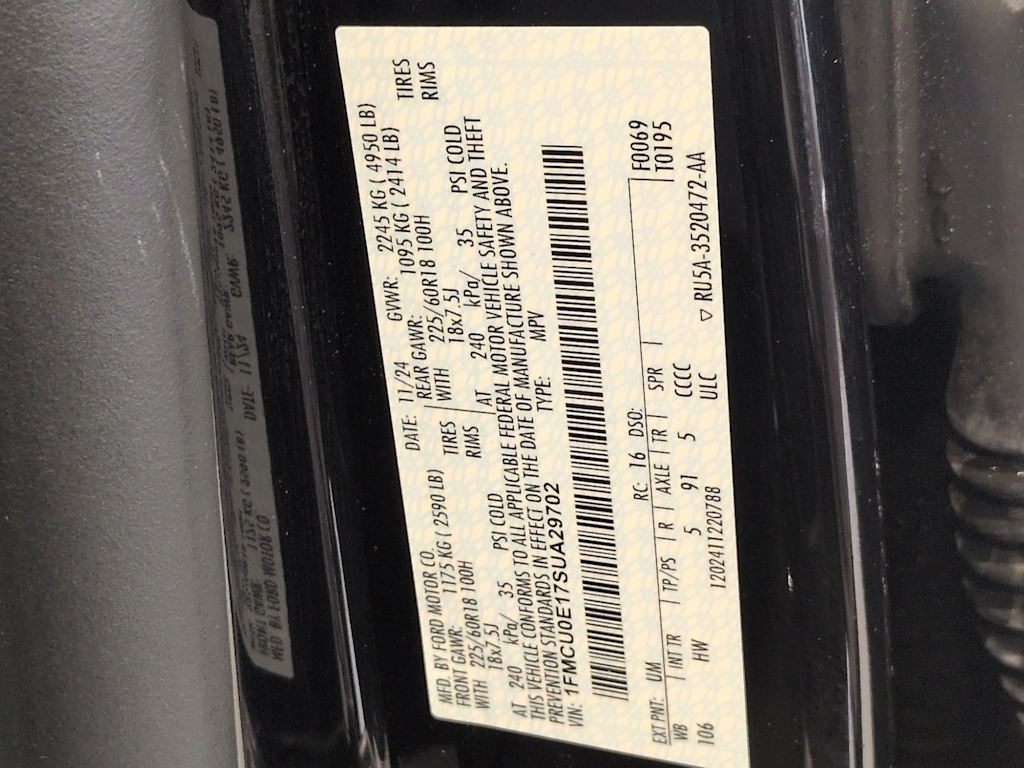 MFD. BY FORD MOTOR CO. DATE: 11/24 GVWR: 2245 KG ( 4950 LB)
FRONT GAWR: 1175 KG ( 2590 LB) REAR GAWR: 1095 KG ( 2414 LB)
WITH 225/60R18 100H TIRES WITH 225/60R18 100H TIRES
18x7.5J RIMS 18x7.5J RIMS
AT 240 kPa/ 35 PSI COLD AT 240 kPa/ 35 PSI COLD
THIS VEHICLE CONFORMS TO ALL APPLICABLE FEDERAL MOTOR VEHICLE SAFETY AND THEFT
PREVENTION STANDARDS IN EFFECT ON THE DATE OF MANUFACTURE SHOWN ABOVE.
VIN: 1FMCU0E17SUA29702 TYPE: MPV
EXT PNT: UM RC: 16 DSO: F0069
WB INT TR TP/PS R AXLE TR SPR T0195
106 HW 5 91 5 CCCC
ULC
120241220788 ▽ RU5A-3520472-AA